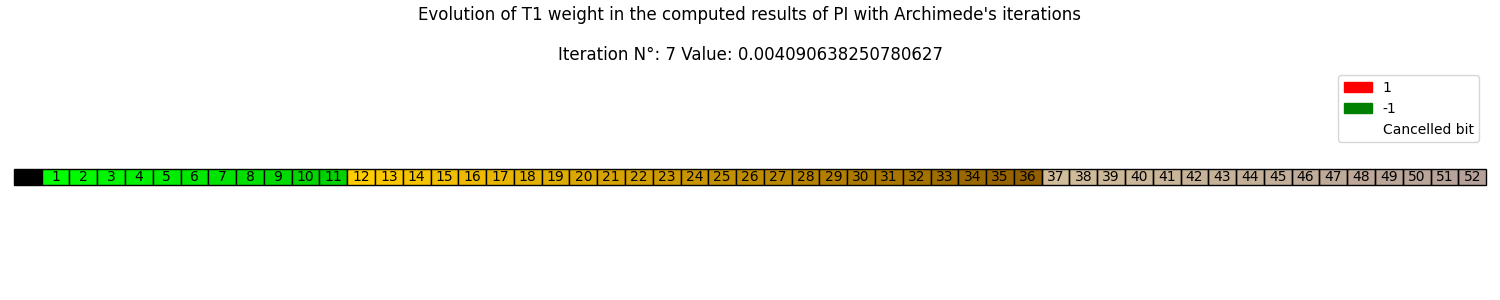 Evolution of T1 weight in the computed results of PI with Archimede's iterations
Iteration N°: 7 Value: 0.0040906382507806​27
1
-1
Cancelled bit
1 2 3 4 5 6 7 8 9 10 11 12 13 14 15 16 17 18 19 20 21 22 23 24 25 26 27 28 29 30 31 32 33 34 35 36 37 38 39 40 41 42 43 44 45 46 47 48 49 50 51 52